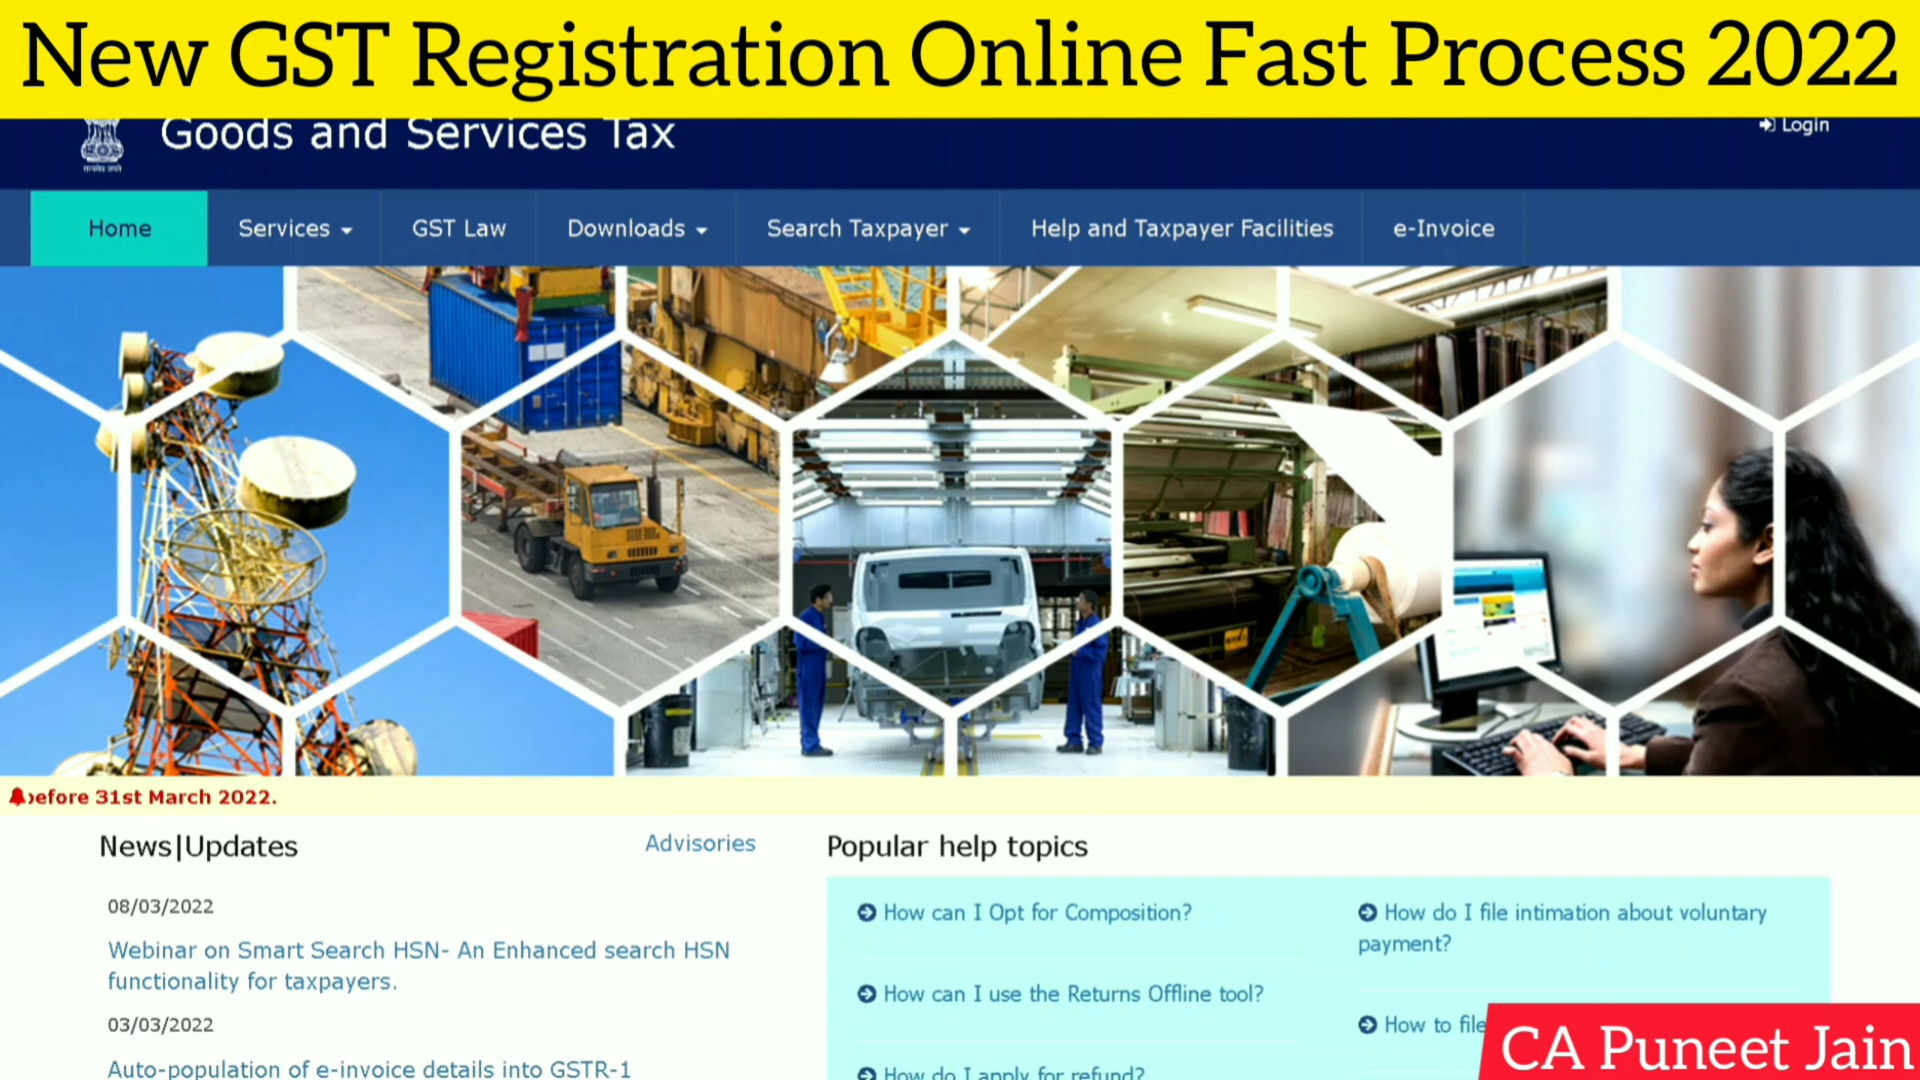 New GST Registration Online Fast Process 2022
Goods and Services Tax
Login
Home Services GST Law Downloads Search Taxpayer Help and Taxpayer Facilities e-Invoice
before 31st March 2022.
News|Updates
Advisories
08/03/2022
Webinar on Smart Search HSN- An Enhanced search HSN
functionality for taxpayers.
03/03/2022
Auto-population of e-invoice details into GSTR-1
Popular help topics
How can I Opt for Composition?
How can I use the Returns Offline tool?
How do I apply for refund?
How do I file intimation about voluntary
payment?
How to file
CA Puneet Jain